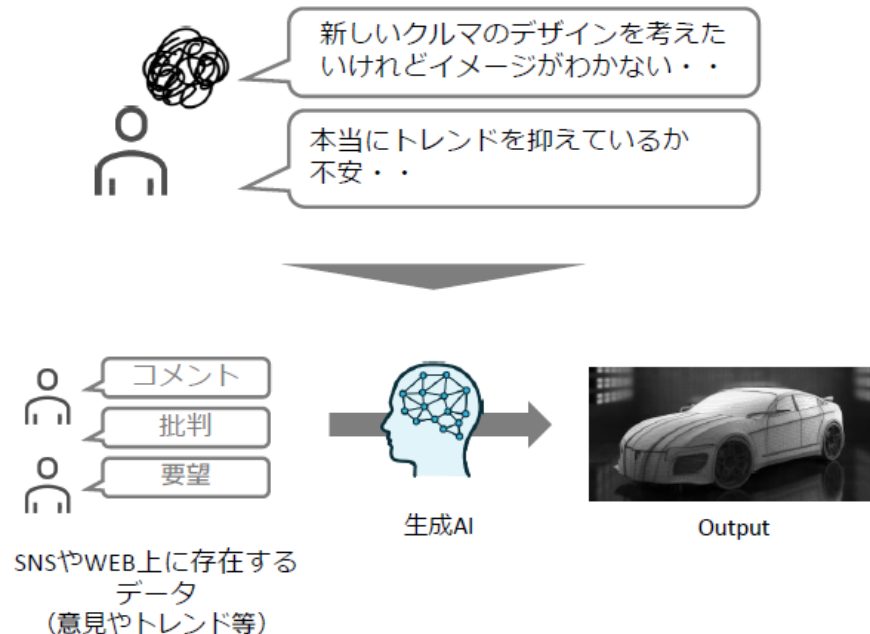 新しいクルマのデザインを考えた
いけれどイメージがわかない・・
本当にトレンドを抑えているか
不安・・
コメント
批判
要望
生成AI
Output
SNSやWEB上に存在する
データ
（意見やトレンド等）